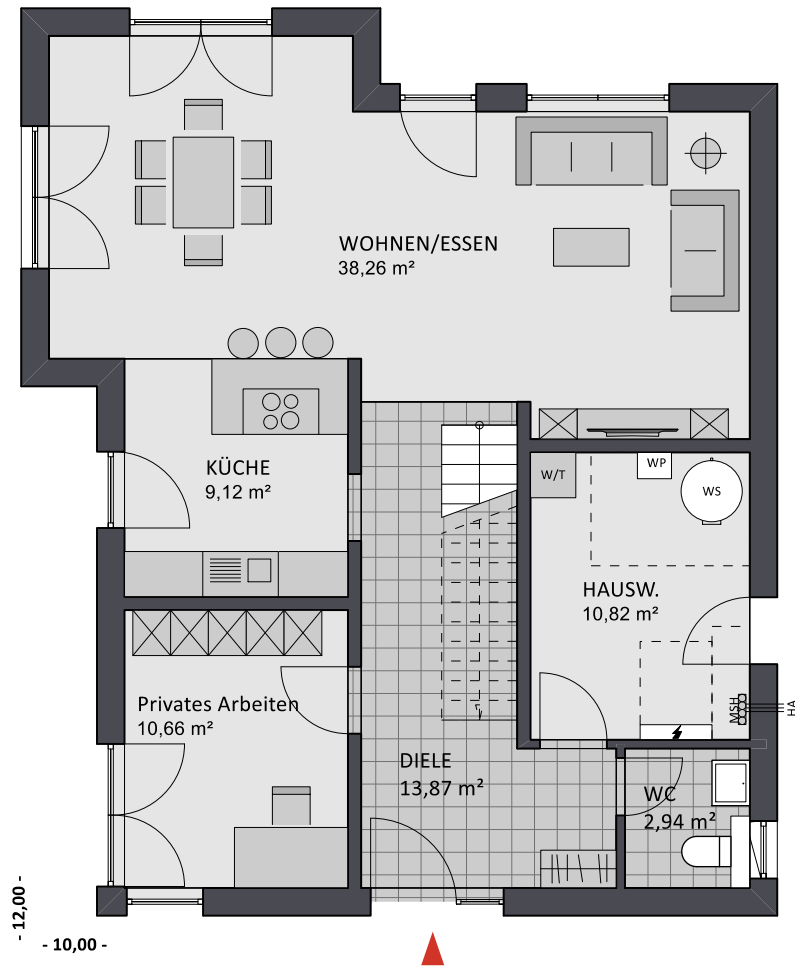 WOHNEN/ESSEN
38,26 m²
KÜCHE
9,12 m²
W/T
WP
WS
HAUSW.
10,82 m²
Privates Arbeiten
10,66 m²
MSH
HA
DIELE
13,87 m²
WC
2,94 m²
- 12,00 -
- 10,00 -